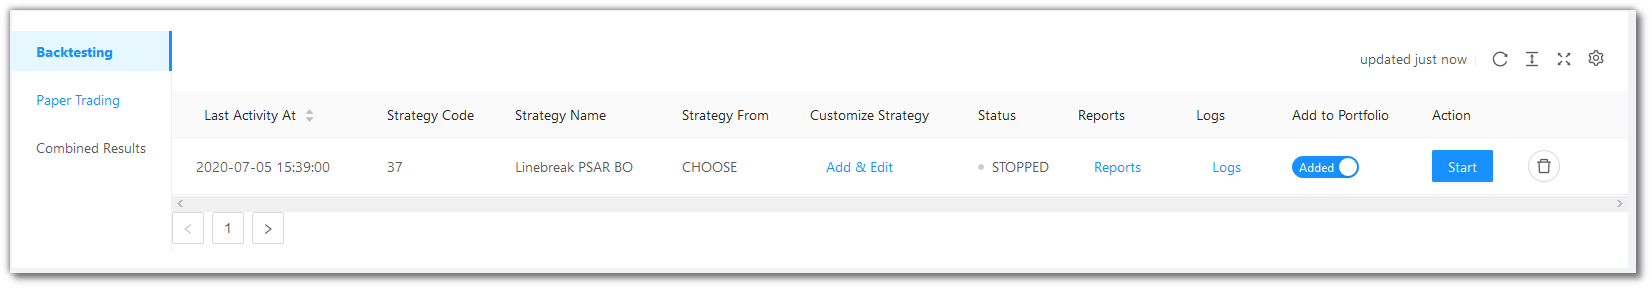 Backtesting
Paper Trading
Combined Results
updated just now
Last Activity At Strategy Code Strategy Name Strategy From Customize Strategy Status Reports Logs Add to Portfolio Action
2020-07-05 15:39:00 37 Linebreak PSAR BO CHOOSE Add & Edit STOPPED Reports Logs Added Start
1